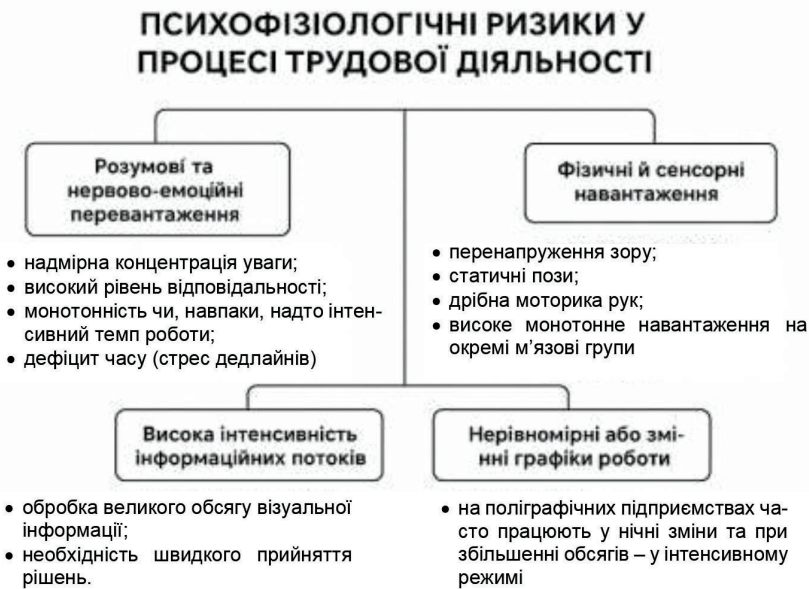 ПСИХОФІЗІОЛОГІЧНІ РИЗИКИ У
ПРОЦЕСІ ТРУДОВОЇ ДІЯЛЬНОСТІ
Розумові та
нервово-емоційні
перевантаження
• надмірна концентрація уваги;
• високий рівень відповідальності;
• монотонність чи, навпаки, надто інтен-
сивний темп роботи;
• дефіцит часу (стрес дедлайнів)
Фізичні й сенсорні
навантаження
• перенапруження зору;
• статичні пози;
• дрібна моторика рук;
• високе монотонне навантаження на
окремі м’язові групи
Висока інтенсивність
інформаційних потоків
• обробка великого обсягу візуальної
інформації;
• необхідність швидкого прийняття
рішень.
Нерівномірні або змі-
нні графіки роботи
• на поліграфічних підприємствах ча-
сто працюють у нічні зміни та при
збільшенні обсягів – у інтенсивному
режимі